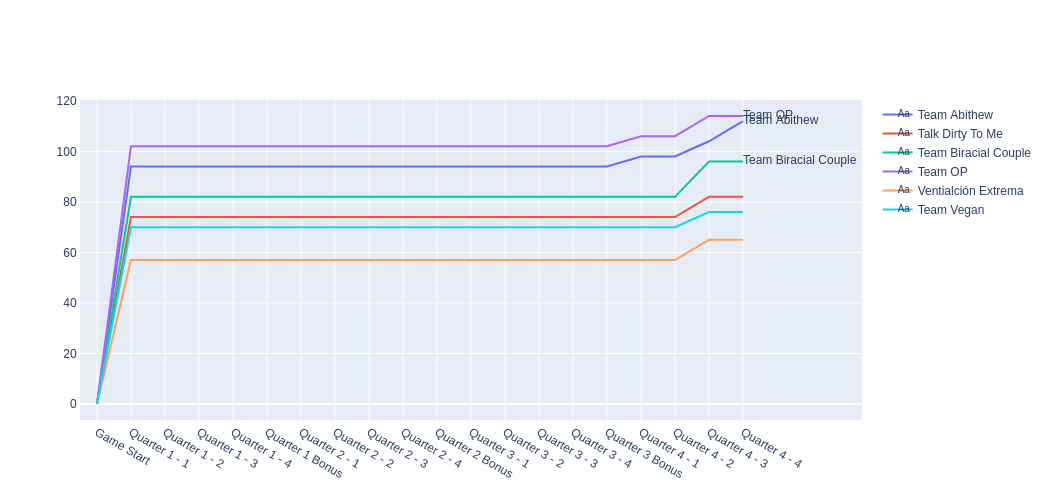 120
100
80
60
40
20
0
Team OP
Team Abithew
Team Biracial Couple
Game Start
Quarter 1 - 1
Quarter 1 - 2
Quarter 1 - 3
Quarter 1 - 4
Quarter 1 Bonus
Quarter 2 - 1
Quarter 2 - 2
Quarter 2 - 3
Quarter 2 - 4
Quarter 2 Bonus
Quarter 3 - 1
Quarter 3 - 2
Quarter 3 - 3
Quarter 3 - 4
Quarter 3 Bonus
Quarter 4 - 1
Quarter 4 - 2
Quarter 4 - 3
Quarter 4 - 4
Aa Team Abithew
Aa Talk Dirty To Me
Aa Team Biracial Couple
Aa Team OP
Aa Ventialción Extrema
Aa Team Vegan